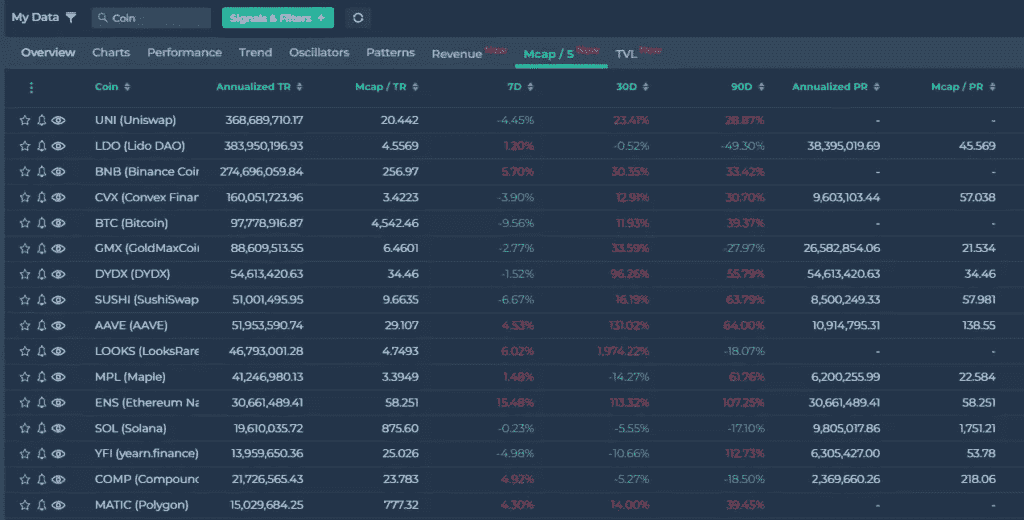 My Data Coin Signals & Filters +
Overview Charts Performance Trend Oscillators Patterns Revenue New Mcap / S New TVL New
Coin Annualized TR Mcap / TR 7D 30D 90D Annualized PR Mcap / PR
UNI (Uniswap) 368,689,710.17 20.442 -4.45% 23.41% 28.87% - -
LDO (Lido DAO) 383,950,196.93 4.5569 1.20% -0.52% -49.30% 38,395,019.69 45.569
BNB (Binance Coir 274,696,059.84 256.97 5.70% 30.35% 33.42% - -
CVX (Convex Finar 160,051,723.96 3.4223 -3.90% 12.91% 30.70% 9,603,103.44 57.038
BTC (Bitcoin) 97,778,916.87 4,542.46 -9.56% 11.93% 39.37% - -
GMX (GoldMaxCoi 88,609,513.55 6.4601 -2.77% 33.59% -27.97% 26,582,854.06 21.534
DYDX (DYDX) 54,613,420.63 34.46 -1.52% 96.26% 55.79% 54,613,420.63 34.46
SUSHI (SushiSwap 51,001,495.95 9.6635 -6.67% 16.19% 63.79% 8,500,249.33 57.981
AAVE (AAVE) 51,953,590.74 29.107 4.53% 131.02% 64.00% 10,914,795.31 138.55
LOOKS (LooksRare 46,793,001.28 4.7493 6.02% 1,974.22% -18.07% - -
MPL (Maple) 41,246,980.13 3.3949 1.48% -14.27% 61.76% 6,200,255.99 22.584
ENS (Ethereum Na 30,661,489.41 58.251 15.46% 113.32% 107.25% 30,661,489.41 58.251
SOL (Solana) 19,610,035.72 875.60 -0.23% -5.55% -17.10% 9,805,017.86 1,751.21
YFI (yearn.finance) 13,959,650.36 25.026 -4.98% -10.66% 112.73% 6,305,427.00 53.78
COMP (Compounc 21,726,565.43 23.783 4.92% -5.27% -18.50% 2,369,660.26 218.06
MATIC (Polygon) 15,029,684.25 777.32 4.30% 14.00% 39.45% - -